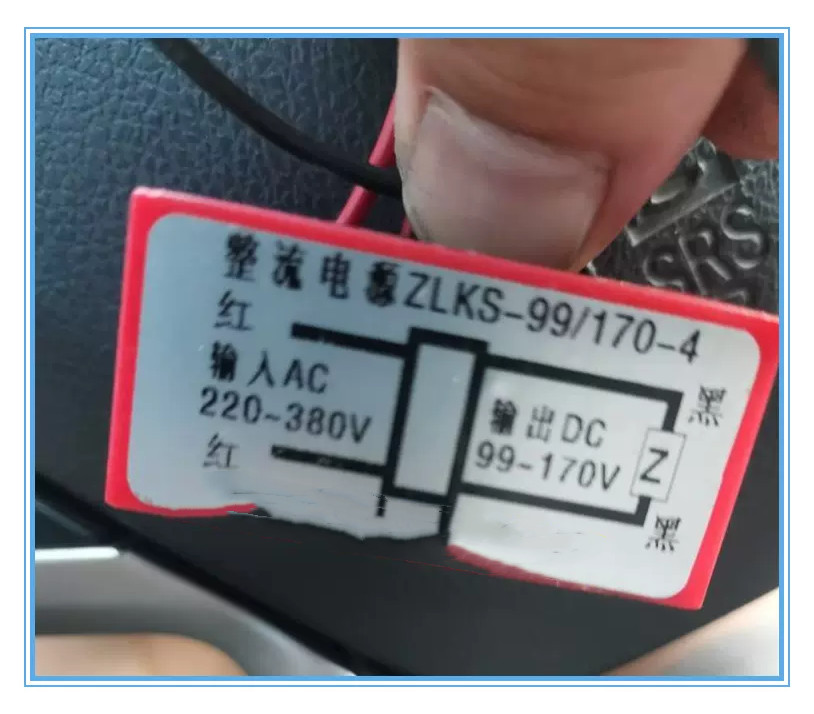 整流电源ZLKS-99/170-4
红
输入AC
220~380V
红
输出DC
99~170V
Z
黑
黑
SRS